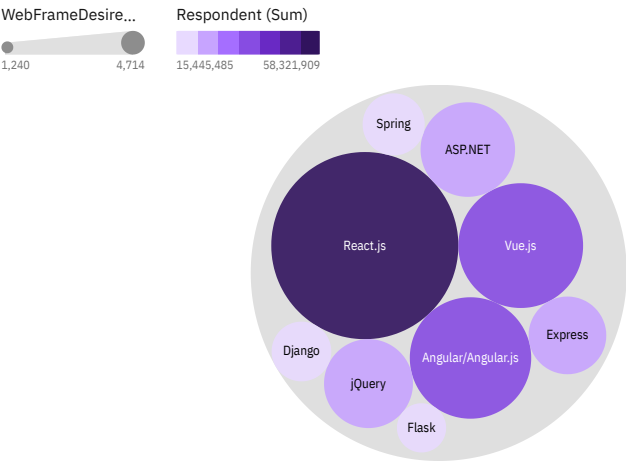 WebFrameDesire...
Respondent (Sum)
1,240
4,714
15,445,485
58,321,909
Spring
ASP.NET
React.js
Vue.js
Express
Django
Angular/Angular.js
jQuery
Flask